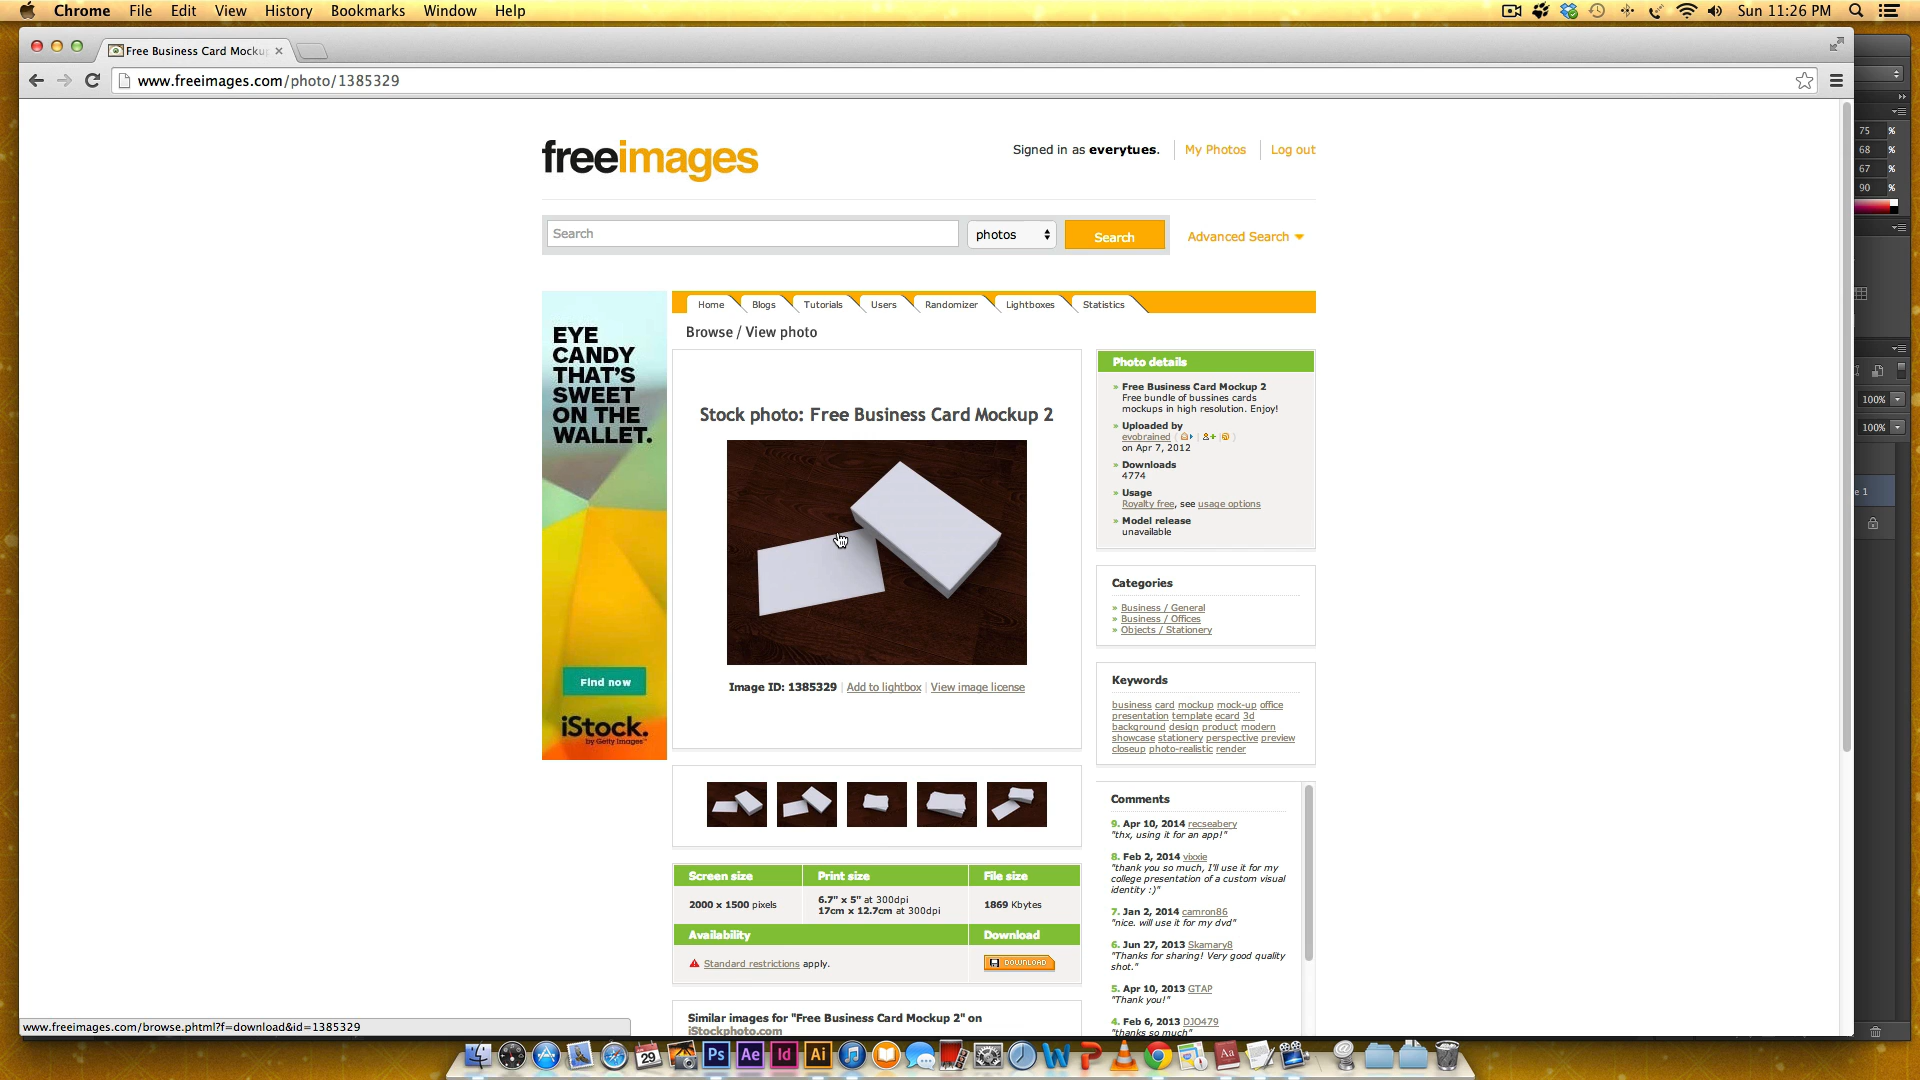 Chrome File Edit View History Bookmarks Window Help
Sun 11:26 PM
Free Business Card Mocku
www.freeimages.com/photo/1385329
freeimages
Signed in as everytues.
My Photos
Log out
Search
photos
Search
Advanced Search
75 %
68 %
67 %
90 %
100%
100%
e 1
EYE
CANDY
THAT'S
SWEET
ON THE
WALLET.
Find now
iStock.
by Getty Images™
Home Blogs Tutorials Users Randomizer Lightboxes Statistics
Browse / View photo
Stock photo: Free Business Card Mockup 2
Image ID: 1385329 | Add to lightbox | View image license
Screen size Print size File size
2000 x 1500 pixels
6.7" x 5" at 300dpi
17cm x 12.7cm at 300dpi
1869 Kbytes
Availability Download
Standard restrictions apply.
DOWNLOAD
Similar images for "Free Business Card Mockup 2" on
iStockphoto.com
Photo details
» Free Business Card Mockup 2
Free bundle of bussines cards
mockups in high resolution. Enjoy!
» Uploaded by
evobrained
on Apr 7, 2012
» Downloads
4774
» Usage
Royalty free, see usage options
» Model release
unavailable
Categories
» Business / General
» Business / Offices
» Objects / Stationery
Keywords
business card mockup mock-up office
presentation template ecard 3d
background design product modern
showcase stationery perspective preview
closeup photo-realistic render
Comments
9. Apr 10, 2014 recseabery
"thx, using it for an app!"
8. Feb 2, 2014 vixxie
"thank you so much, I'll use it for my
college presentation of a custom visual
identity :)"
7. Jan 2, 2014 camron86
"nice. will use it for my dvd"
6. Jun 27, 2013 Skamary8
"Thanks for sharing! Very good quality
shot."
5. Apr 10, 2013 GTAP
"Thank you!"
4. Feb 6, 2013 DJO479
"thanks so much"
www.freeimages.com/browse.phtml?f=download&id=1385329
29
Ps Ae Id Ai
Aa